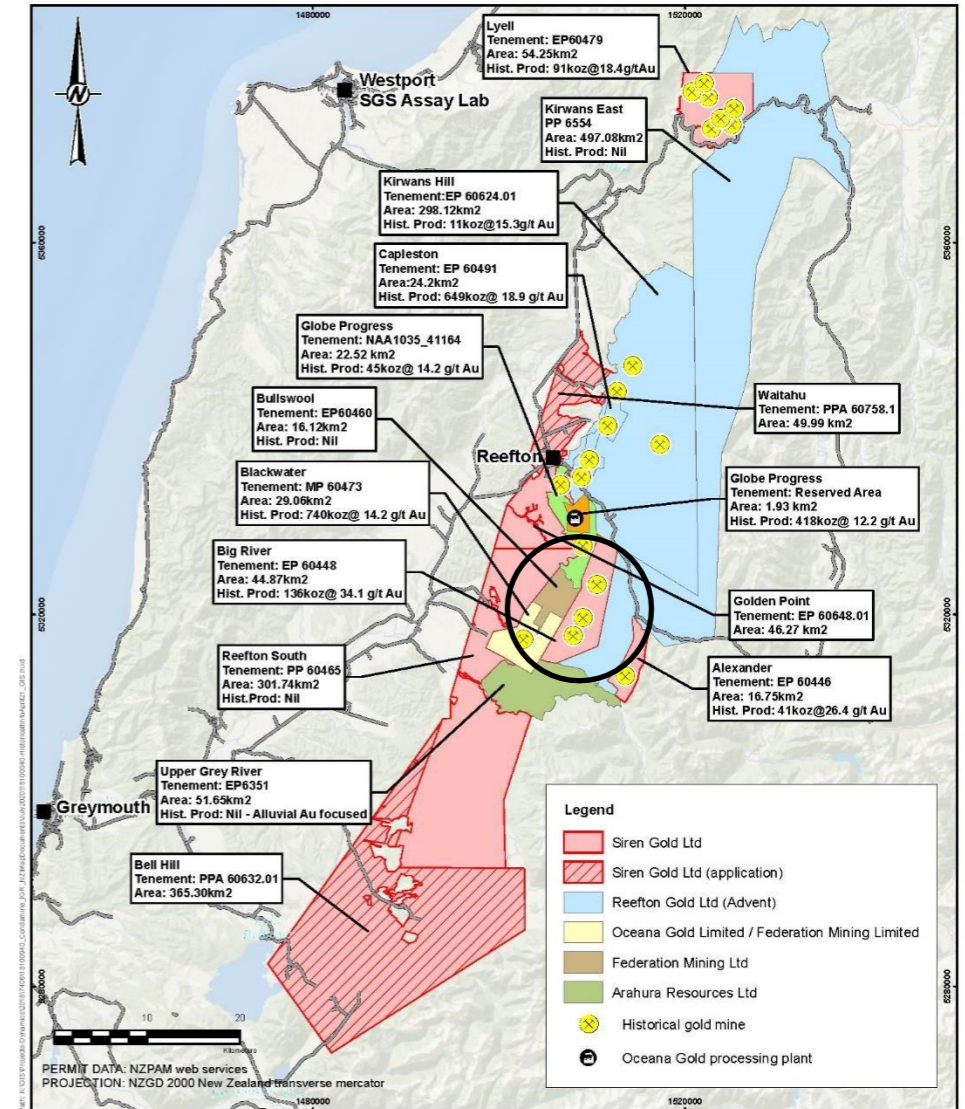 1480000
1520000
Lyell
Tenement: EP60479
Area: 54.25km2
Hist. Prod: 91koz@18.4g/tAu
N
Westport
SGS Assay Lab
Kirwans East
PP 6554
Area: 497.08km2
Hist. Prod: Nil
Kirwans Hill
Tenement:EP 60624.01
Area: 298.12km2
Hist. Prod: 11koz@15.3g/t Au
Capleston
Tenement: EP 60491
Area:24.2km2
Hist. Prod: 649koz@ 18.9 g/t Au
Globe Progress
Tenement: NAA1035_41164
Area: 22.52 km2
Hist. Prod: 45koz@ 14.2 g/t Au
Bullswool
Tenement: EP60460
Area: 16.12km2
Hist. Prod: Nil
Waitahu
Tenement: PPA 60758.1
Area: 49.99 km2
Reefton
Blackwater
Tenement: MP 60473
Area: 29.06km2
Hist. Prod: 740koz@ 14.2 g/t Au
Globe Progress
Tenement: Reserved Area
Area: 1.93 km2
Hist. Prod: 418koz@ 12.2 g/t Au
Big River
Tenement: EP 60448
Area: 44.87km2
Hist. Prod: 136koz@ 34.1 g/t Au
Golden Point
Tenement: EP 60648.01
Area: 46.27 km2
Reefton South
Tenement: PP 60465
Area: 301.74km2
Hist.Prod: Nil
Alexander
Tenement: EP 60446
Area: 16.75km2
Hist. Prod: 41koz@26.4 g/t Au
Upper Grey River
Tenement: EP6351
Area: 51.65km2
Hist. Prod: Nil - Alluvial Au focused
Greymouth
Bell Hill
Tenement: PPA 60632.01
Area: 365.30km2
Legend
Siren Gold Ltd
Siren Gold Ltd (application)
Reefton Gold Ltd (Advent)
Oceana Gold Limited / Federation Mining Limited
Federation Mining Ltd
Arahura Resources Ltd
Historical gold mine
Oceana Gold processing plant
10
20
Kilometers
PERMIT DATA: NZPAM web services
PROJECTION: NZGD 2000 New Zealand transverse mercator
1480000
1520000
5360000
5320000
5280000
5360000
5320000
5280000